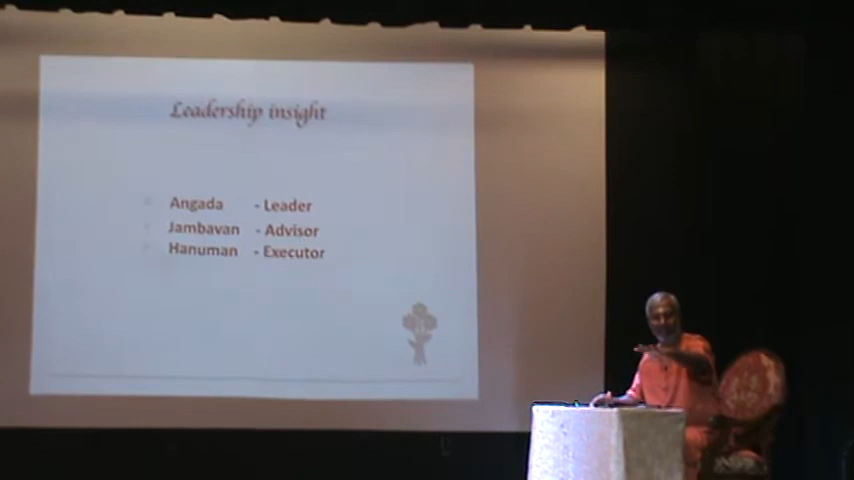 Leadership insight
Angada - Leader
Jambavan - Advisor
Hanuman - Executor